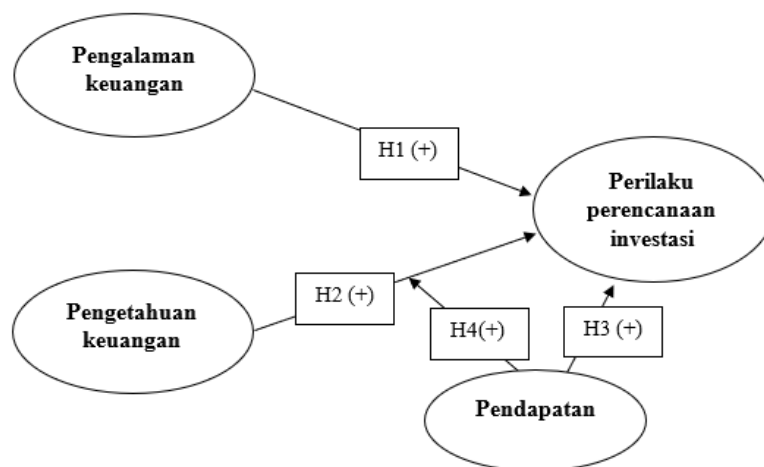 Pengalaman
keuangan
H1 (+)
Perilaku
perencanaan
investasi
Pengetahuan
keuangan
H2 (+)
H4(+)
H3 (+)
Pendapatan